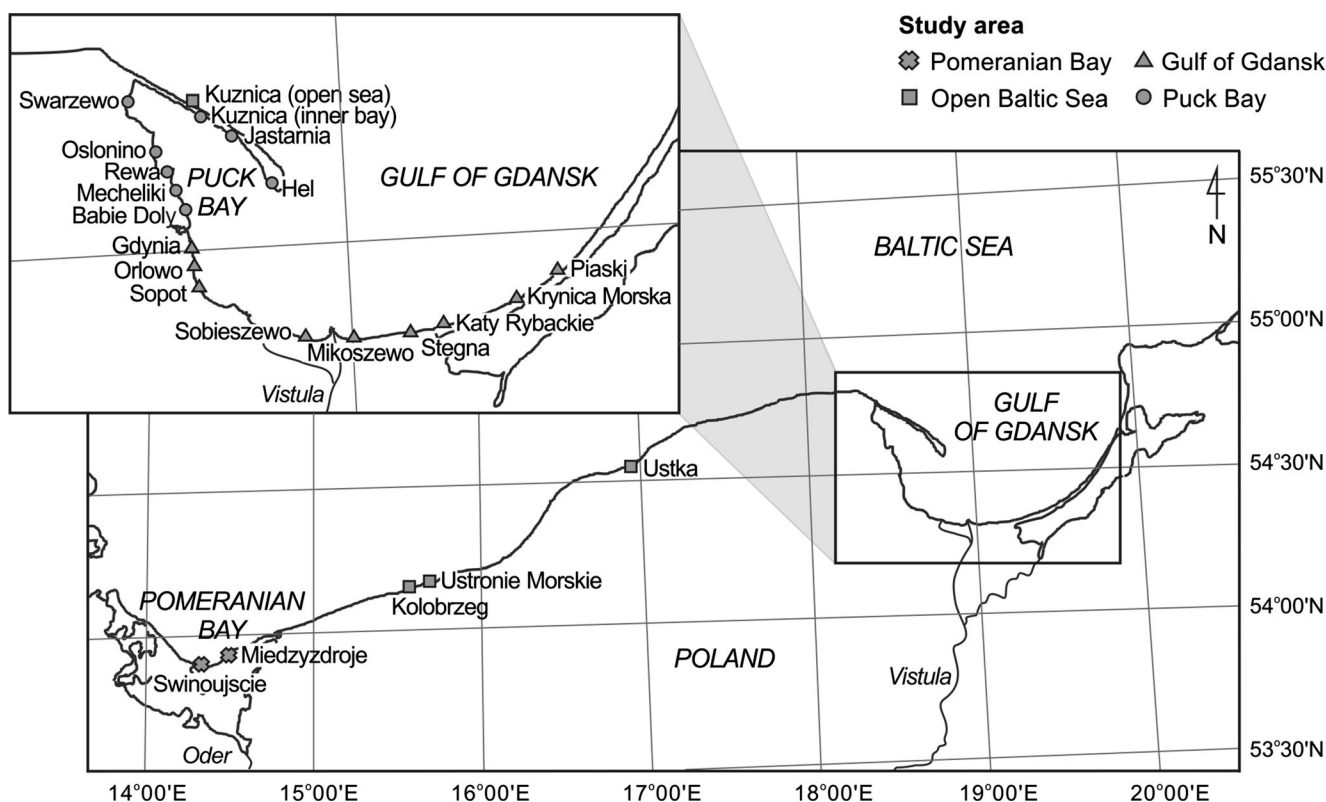 Study area
Pomeranian Bay
Gulf of Gdansk
Open Baltic Sea
Puck Bay
Swarzewo
Kuznica (open sea)
Kuznica (inner bay)
Jastarnia
Oslonino
Rewa
Mecheliki
Babie Doly
PUCK
BAY
Hel
GULF OF GDANSK
Gdynia
Orlowo
Sopot
Piaskj
Krynica Morska
Sobieszewo
Katy Rybackie
Mikoszewo
Stegna
Vistula
BALTIC SEA
N
55°30'N
55°00'N
GULF
OF GDANSK
54°30'N
Ustka
Ustronie Morskie
Kolobrzeg
POMERANIAN
BAY
54°00'N
Miedzyzdroje
Swinoujscie
POLAND
Vistula
Oder
53°30'N
14°00'E
15°00'E
16°00'E
17°00'E
18°00'E
19°00'E
20°00'E